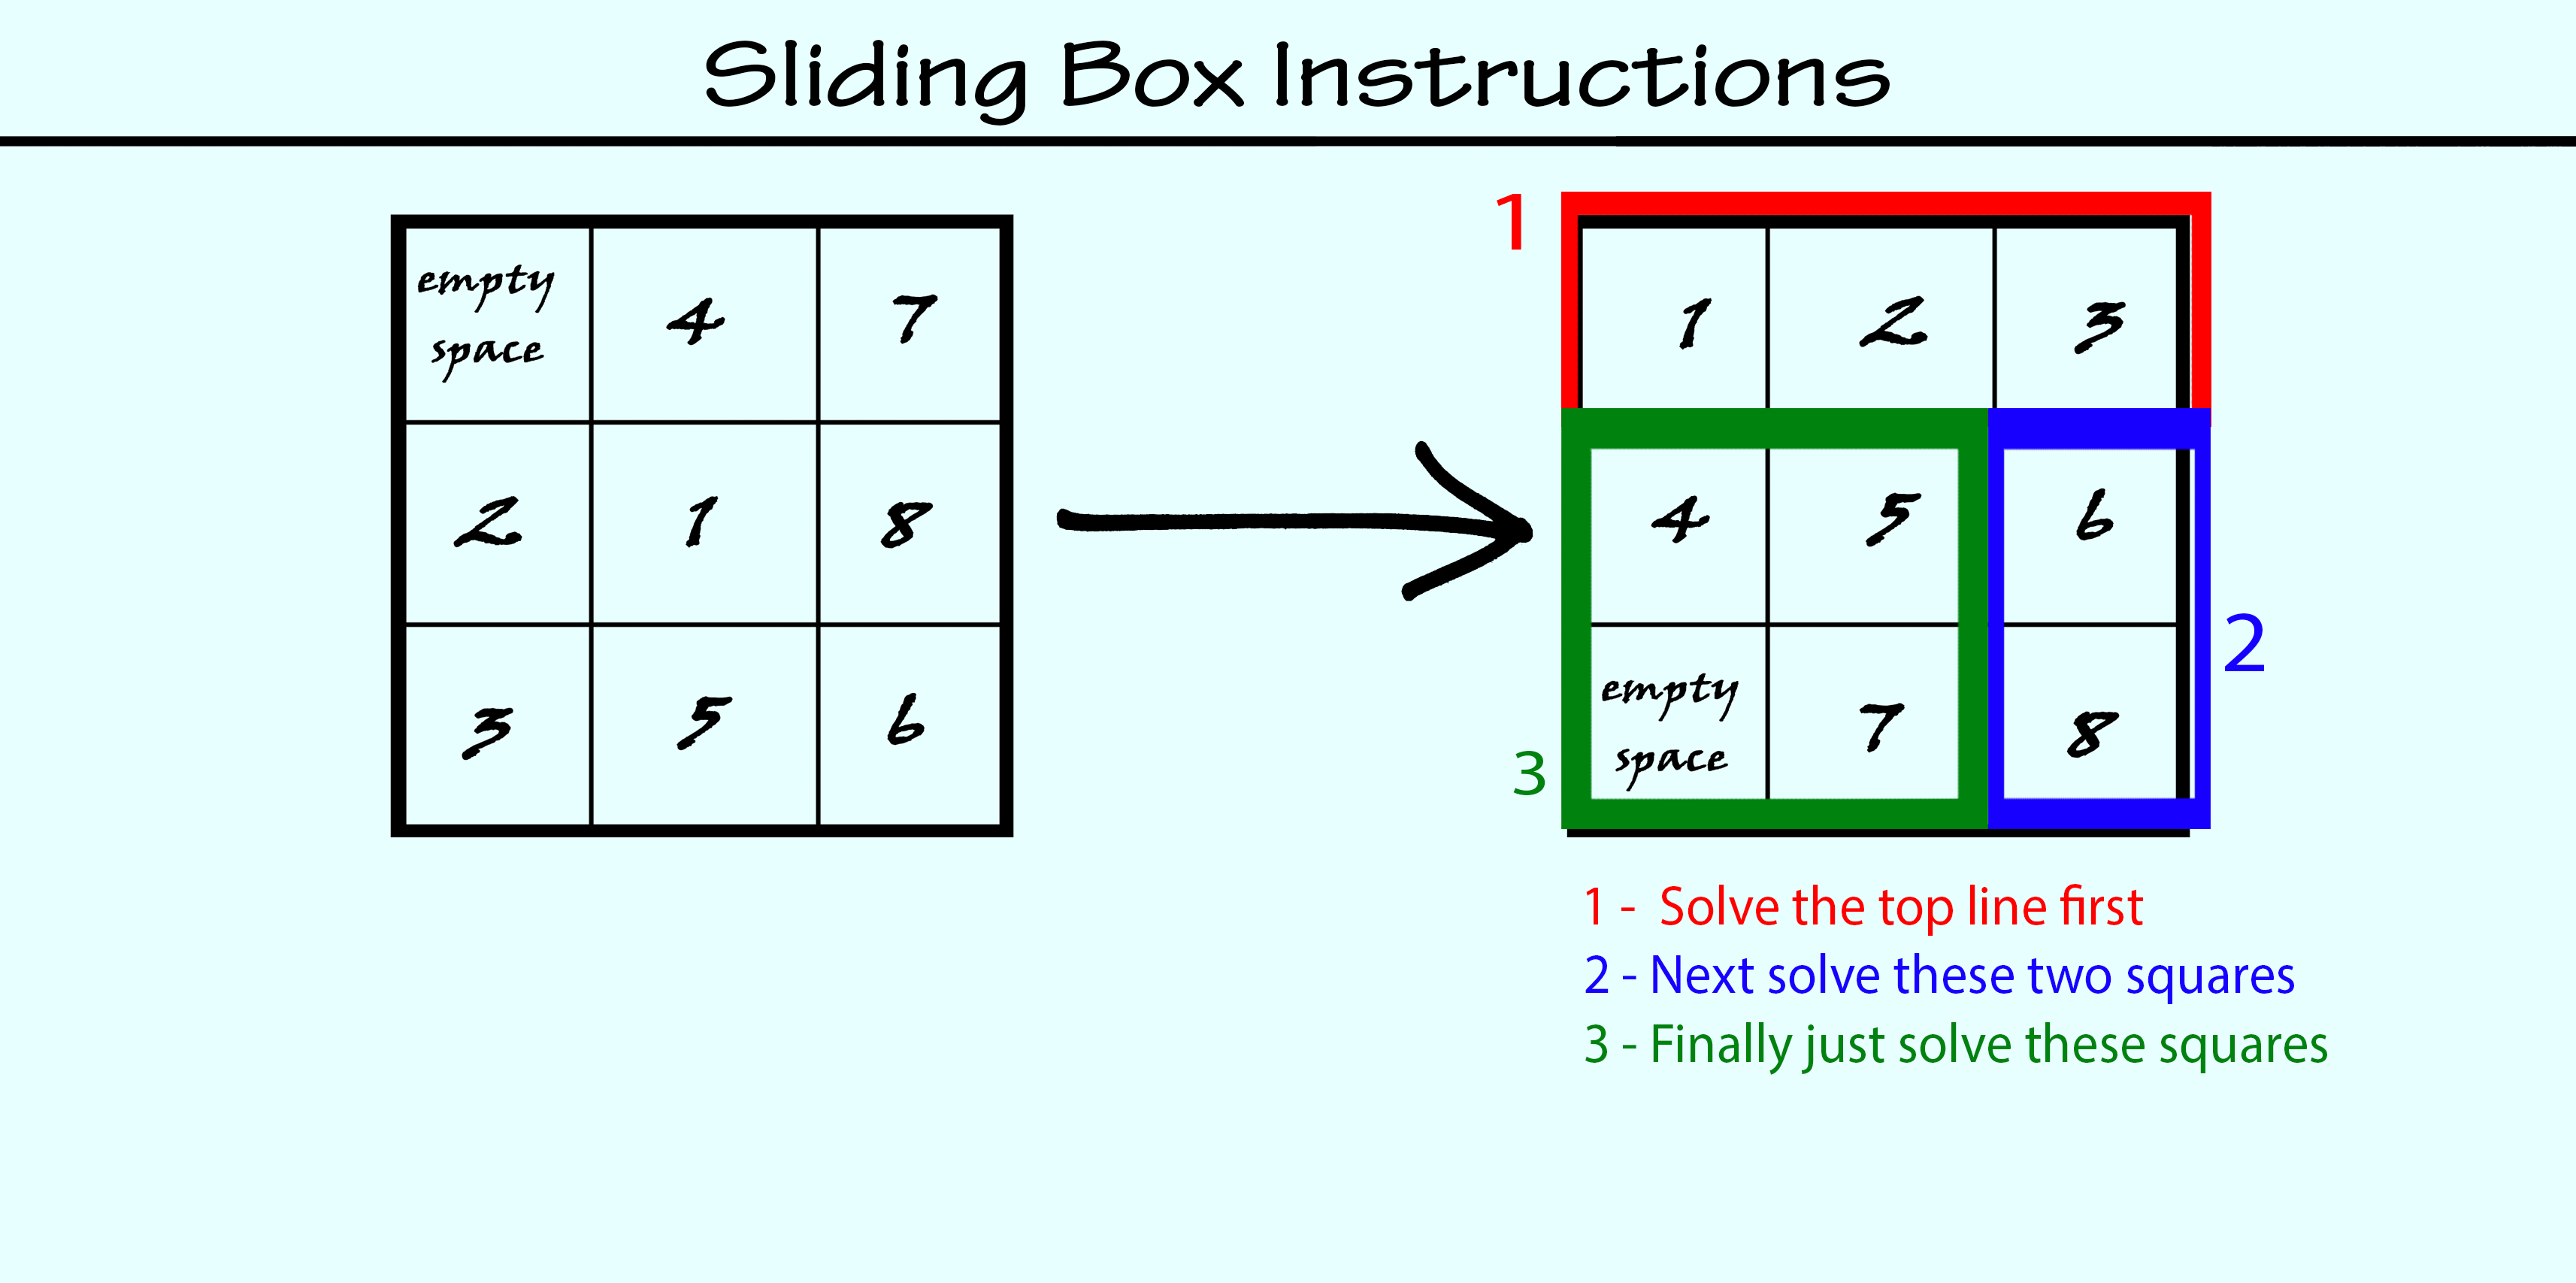 Sliding Box Instructions
empty
space
4 7
2 1 8
3 5 6
1
1 2 3
4 5 6
empty
space
7 8
2
3
1 - Solve the top line first
2 - Next solve these two squares
3 - Finally just solve these squares